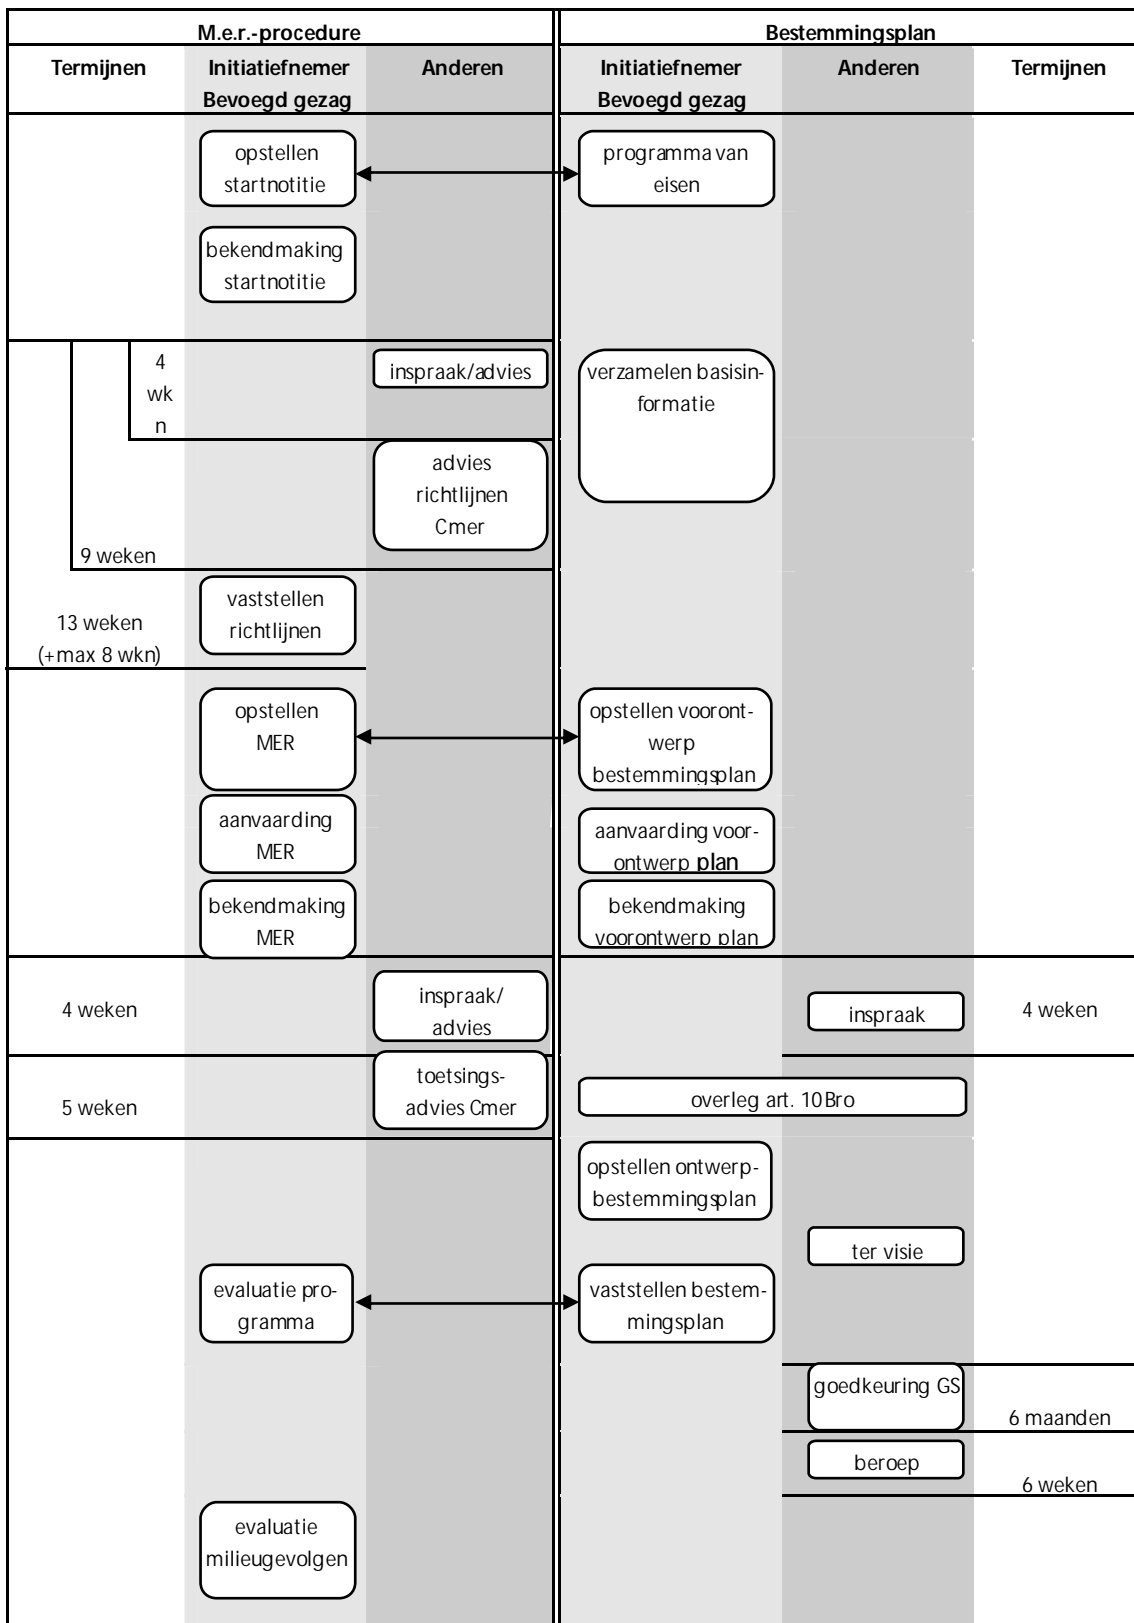 M.e.r.-procedure
Bestemmingsplan
Termijnen
Initiatiefnemer
Bevoegd gezag
Anderen
Initiatiefnemer
Bevoegd gezag
Anderen
Termijnen
opstellen
startnotitie
programma van
eisen
bekendmaking
startnotitie
4
wk
n
inspraak/advies
verzamelen basisin-
formatie
advies
richtlijnen
Cmer
9 weken
vaststellen
richtlijnen
13 weken
(+max 8 wkn)
opstellen
MER
opstellen vooront-
werp
bestemmingsplan
aanvaarding
MER
aanvaarding voor-
ontwerp plan
bekendmaking
MER
bekendmaking
voorontwerp plan
4 weken
inspraak/
advies
inspraak
4 weken
5 weken
toetsings-
advies Cmer
overleg art. 10Bro
opstellen ontwerp-
bestemmingsplan
ter visie
evaluatie pro-
gramma
vaststellen bestem-
mingsplan
goedkeuring GS
6 maanden
beroep
6 weken
evaluatie
milieugevolgen